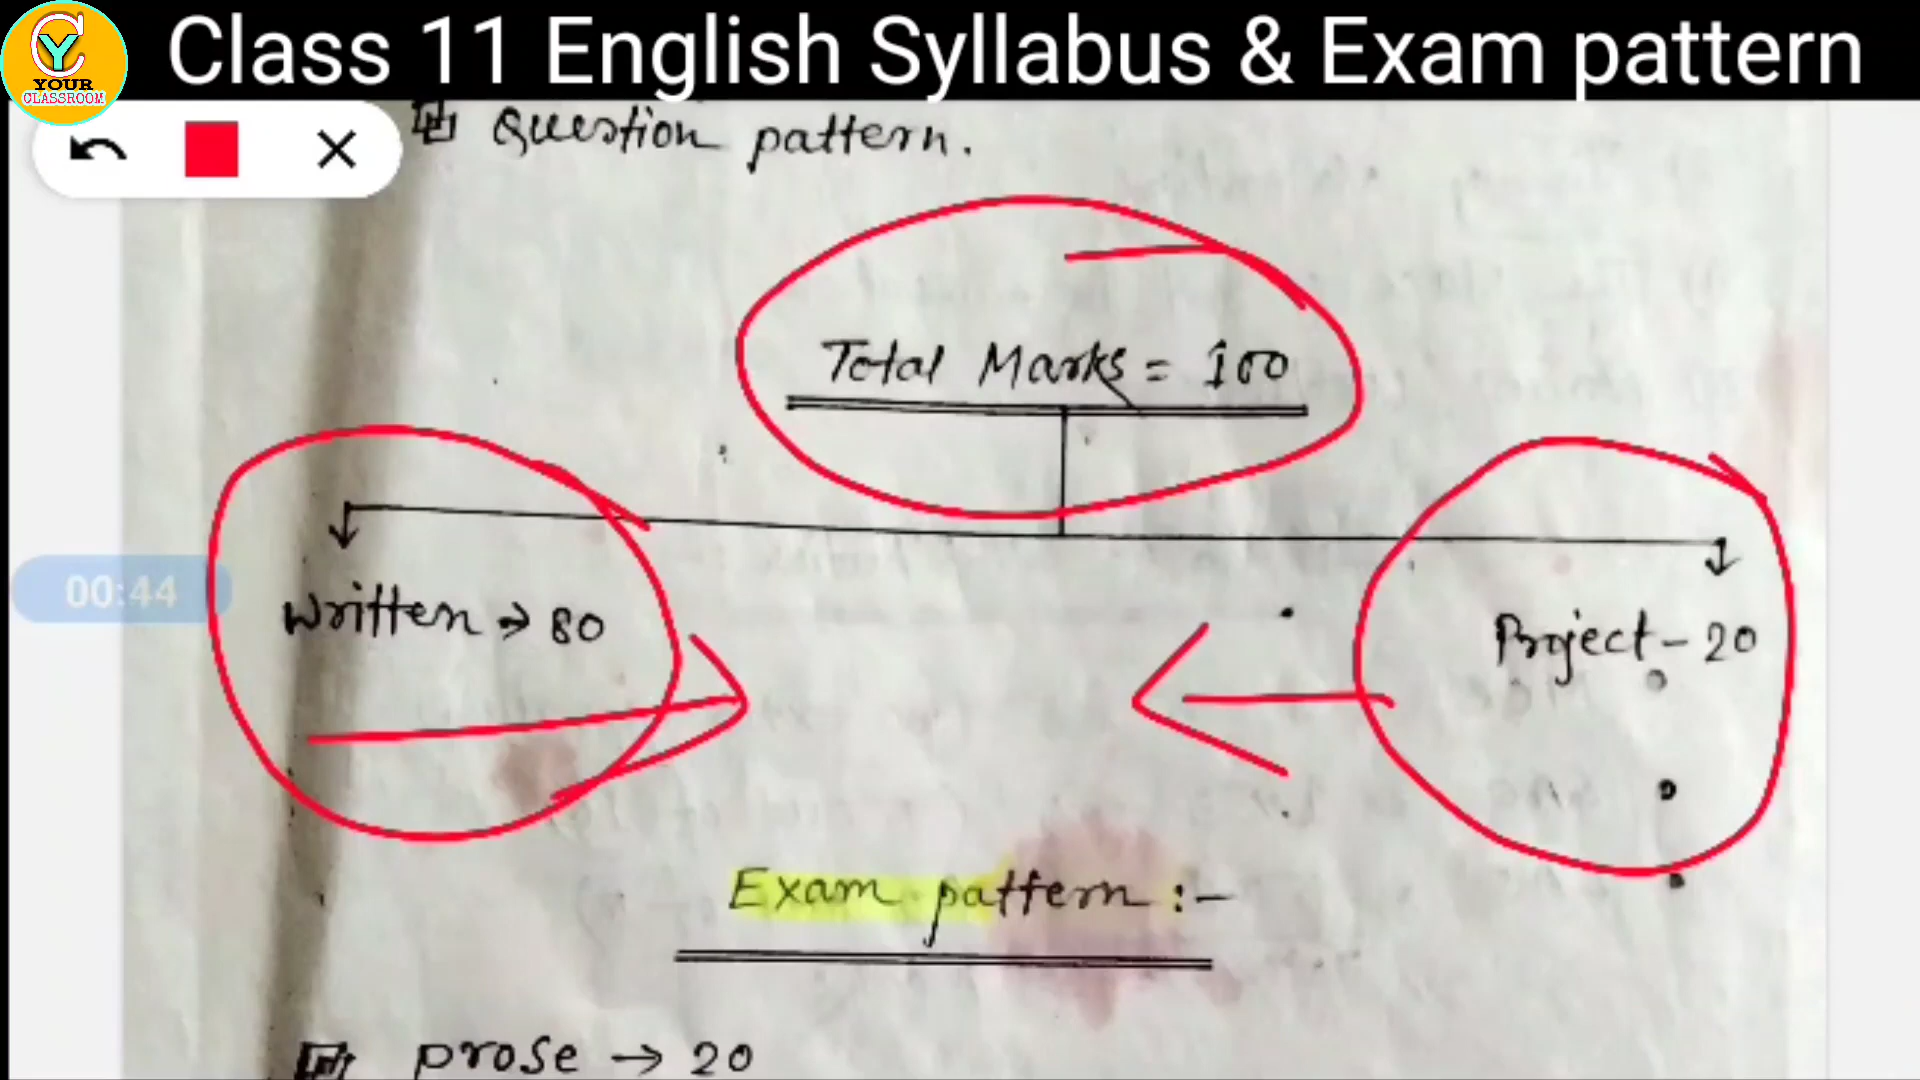 Class 11 English Syllabus & Exam pattern
CY
YOUR
CLASSROOM
Question pattern.
Total Marks = 100
00:44
Written → 80
Project - 20
Exam pattern :-
prose → 20